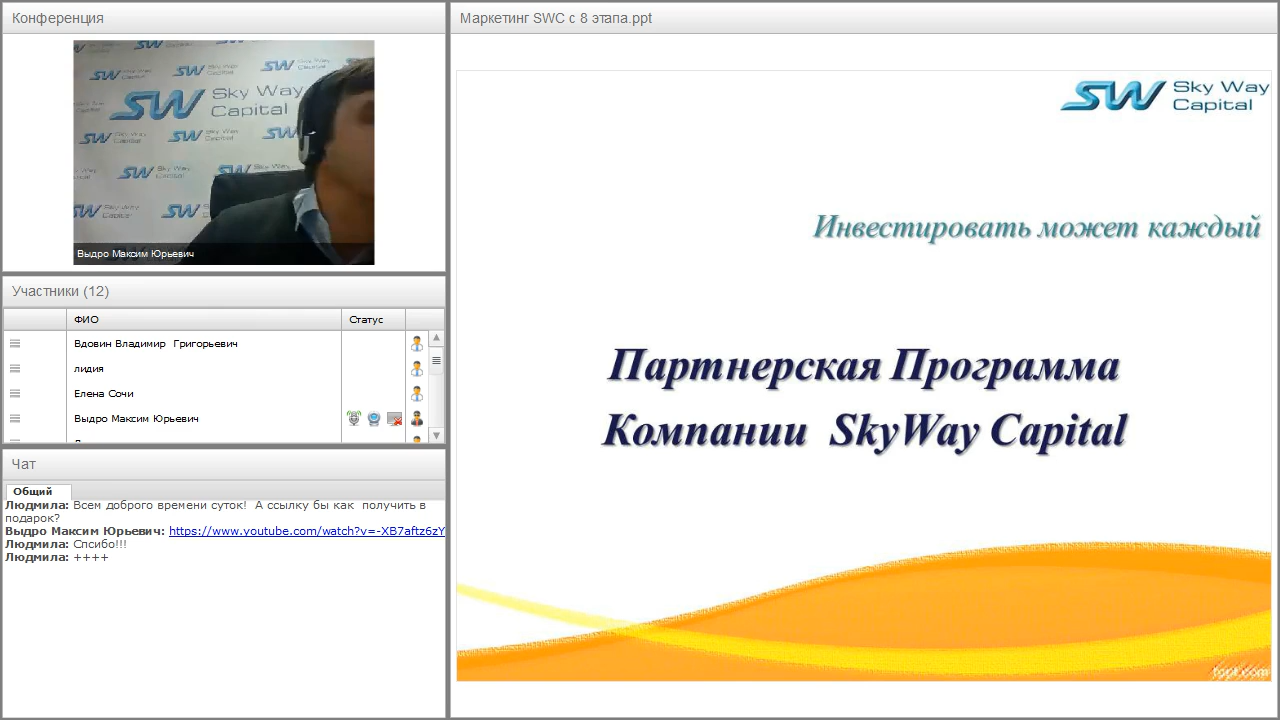 Конференция
Sky Way
Capital
Выдро Максим Юрьевич
Участники (12)
ФИО
Статус
Вдовин Владимир Григорьевич
лидия
Елена Сочи
Выдро Максим Юрьевич
Чат
Общий
Людмила: Всем доброго времени суток! А ссылку бы как получить в
подарок?
Выдро Максим Юрьевич: https://www.youtube.com/watch?v=-XB7aftz6zY
Людмила: Спсибо!!!
Людмила: ++++
Маркетинг SWC с 8 этапа.ppt
SW Sky Way
Capital
Инвестировать может каждый
Партнерская Программа
Компании SkyWay Capital